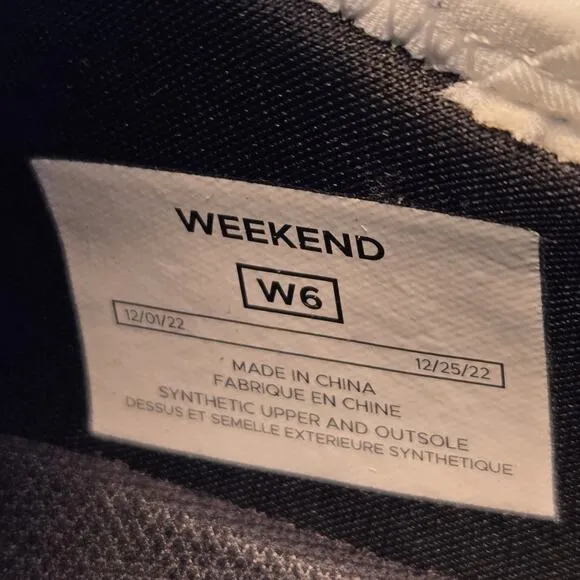 WEEKEND
W6
12/01/22 12/25/22
MADE IN CHINA
FABRIQUE EN CHINE
SYNTHETIC UPPER AND OUTSOLE
DESSUS ET SEMELLE EXTERIEURE SYNTHETIQUE